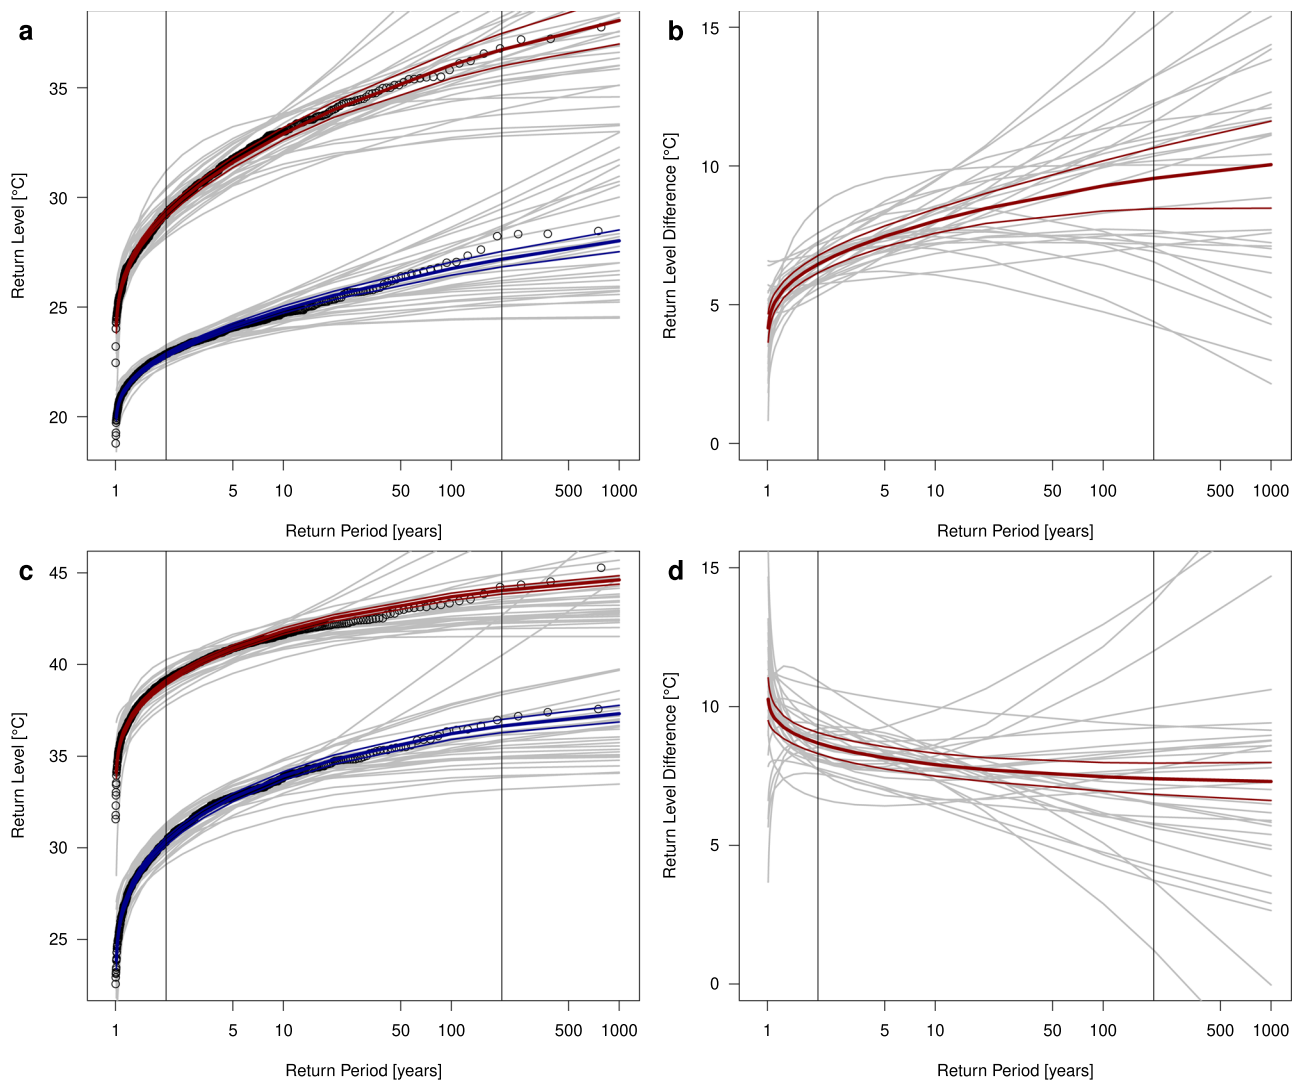 a
Return Level [°C]
35
30
25
20
1 5 10 50 100 500 1000
Return Period [years]
b
Return Level Difference [°C]
15
10
5
0
1 5 10 50 100 500 1000
Return Period [years]
c
Return Level [°C]
45
40
35
30
25
1 5 10 50 100 500 1000
Return Period [years]
d
Return Level Difference [°C]
15
10
5
0
1 5 10 50 100 500 1000
Return Period [years]